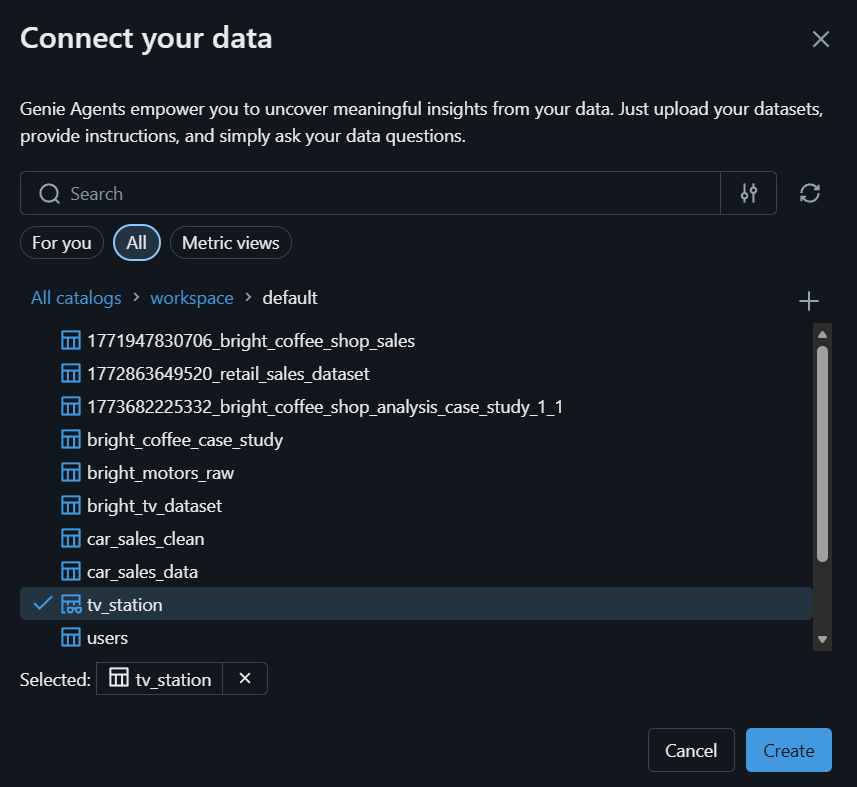 Connect your data
Genie Agents empower you to uncover meaningful insights from your data. Just upload your datasets,
provide instructions, and simply ask your data questions.
Search
For you All Metric views
All catalogs > workspace > default
1771947830706_bright_coffee_shop_sales
1772863649520_retail_sales_dataset
1773682225332_bright_coffee_shop_analysis_case_study_1_1
bright_coffee_case_study
bright_motors_raw
bright_tv_dataset
car_sales_clean
car_sales_data
tv_station
users
Selected: tv_station
Cancel Create